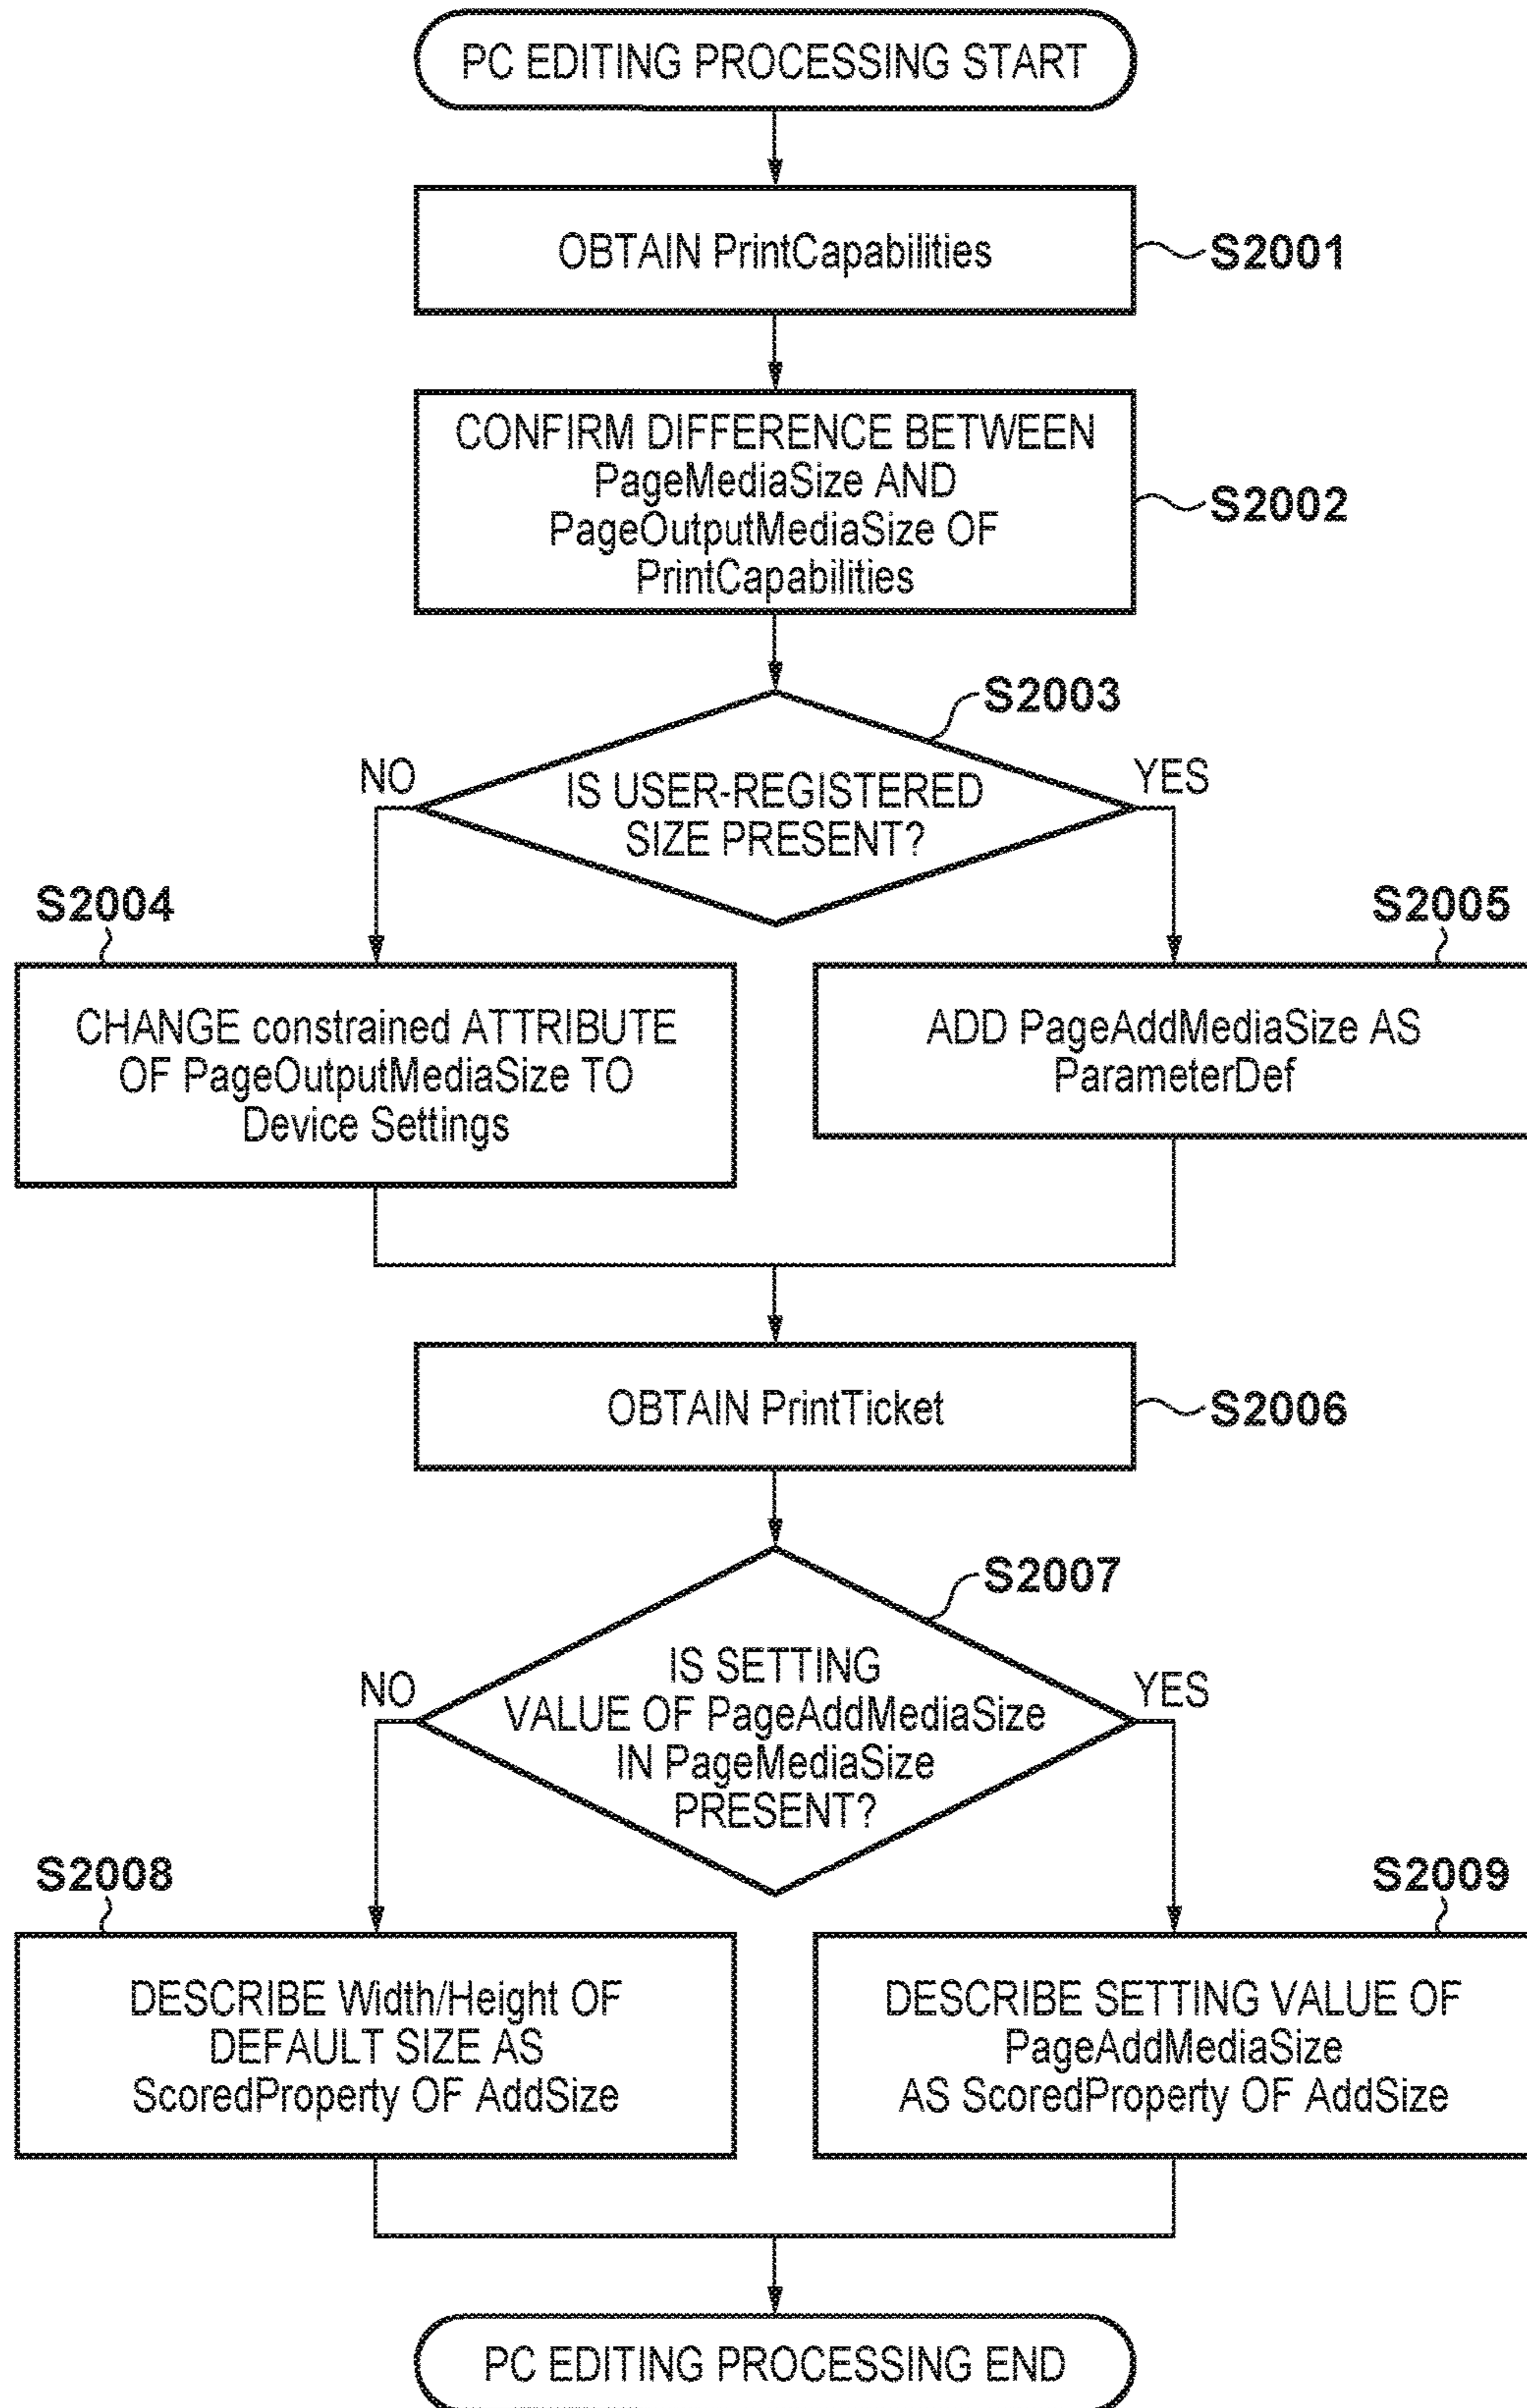 PC EDITING PROCESSING START
OBTAIN PrintCapabilities
S2001
CONFIRM DIFFERENCE BETWEEN
PageMediaSize AND
PageOutputMediaSize OF
PrintCapabilities
S2002
S2003
NO
YES
IS USER-REGISTERED
SIZE PRESENT?
S2004
CHANGE constrained ATTRIBUTE
OF PageOutputMediaSize TO
Device Settings
S2005
ADD PageAddMediaSize AS
ParameterDef
OBTAIN PrintTicket
S2006
S2007
NO
YES
IS SETTING
VALUE OF PageAddMediaSize
IN PageMediaSize
PRESENT?
S2008
DESCRIBE Width/Height OF
DEFAULT SIZE AS
ScoredProperty OF AddSize
S2009
DESCRIBE SETTING VALUE OF
PageAddMediaSize
AS ScoredProperty OF AddSize
PC EDITING PROCESSING END